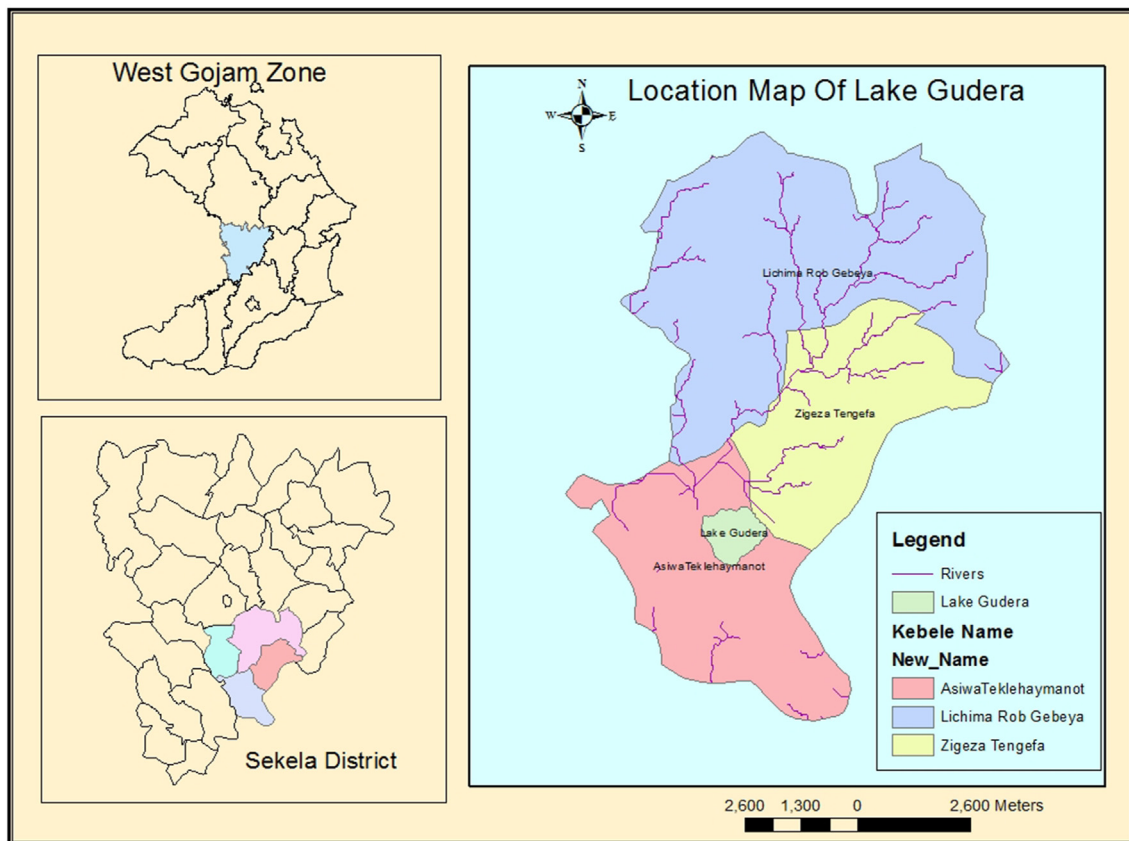 West Gojam Zone
Sekela District
Location Map Of Lake Gudera
N
W E
S
Lichima Rob Gebeya
Zigeza Tengefa
Lake Gudera
AsiwaTeklehaymanot
Legend
Rivers
Lake Gudera
Kebele Name
New_Name
AsiwaTeklehaymanot
Lichima Rob Gebeya
Zigeza Tengefa
2,600 1,300 0 2,600 Meters